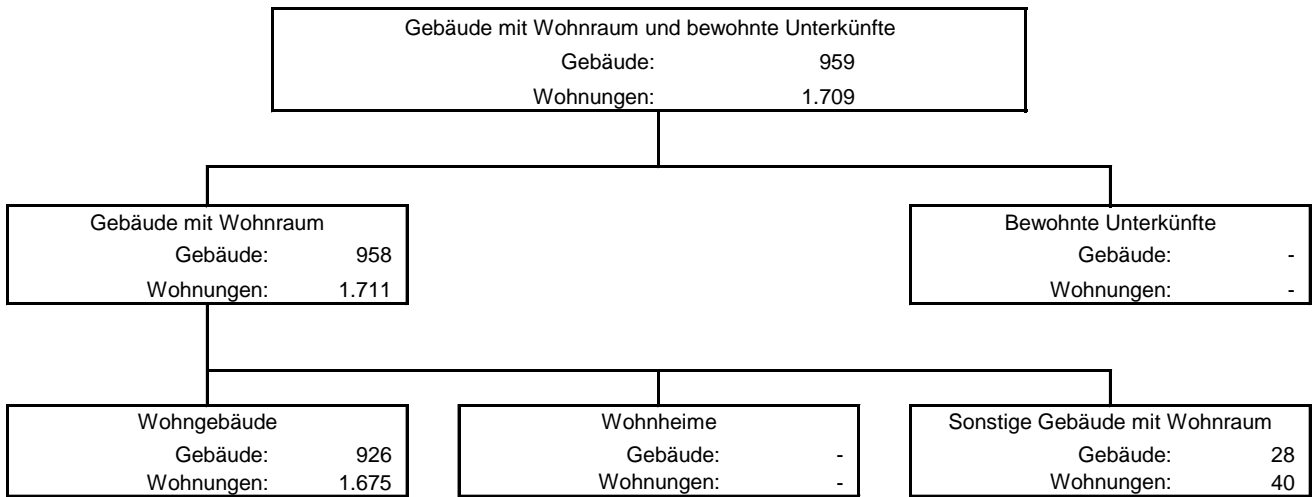 Gebäude mit Wohnraum und bewohnte Unterkünfte
Gebäude: 959
Wohnungen: 1.709
Gebäude mit Wohnraum
Gebäude: 958
Wohnungen: 1.711
Bewohnte Unterkünfte
Gebäude: -
Wohnungen: -
Wohngebäude
Gebäude: 926
Wohnungen: 1.675
Wohnheime
Gebäude: -
Wohnungen: -
Sonstige Gebäude mit Wohnraum
Gebäude: 28
Wohnungen: 40